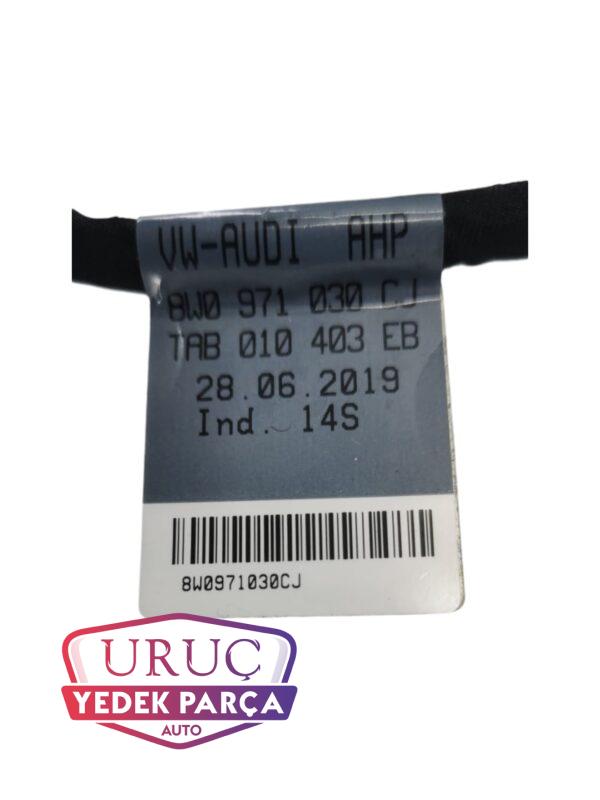 VW-AUDI AHP
8W0 971 030 CJ
TAB 010 403 EB
28.06.2019
Ind. 14S
8W0971030CJ
URUÇ
YEDEK PARÇA
AUTO